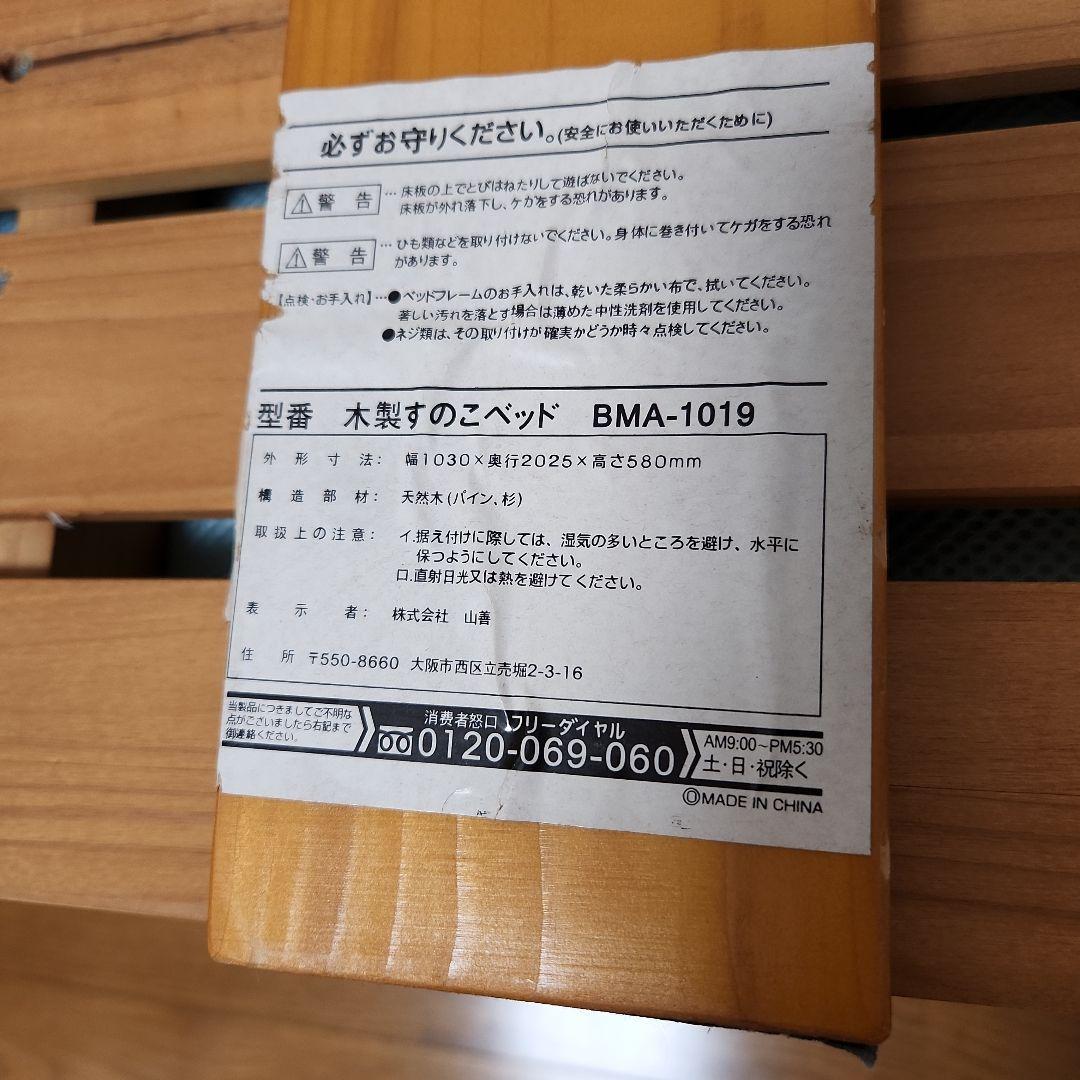 必ずお守りください。(安全にお使いいただくために)
⚠警告 … 床板の上でとびはねたりして遊ばないでください。
床板が外れ落下し、ケガをする恐れがあります。
⚠警告 … ひも類などを取り付けないでください。身体に巻き付いてケガをする恐れ
があります。
【点検・お手入れ】…●ベッドフレームのお手入れは、乾いた柔らかい布で、拭いてください。
著しい汚れを落とす場合は薄めた中性洗剤を使用してください。
●ネジ類は、その取り付けが確実かどうか時々点検してください。
型番 木製すのこベッド BMA-1019
外形寸法: 幅1030×奥行2025×高さ580mm
構造部材: 天然木(パイン、杉)
取扱上の注意: イ.据え付けに際しては、湿気の多いところを避け、水平に
保つようにしてください。
ロ.直射日光又は熱を避けてください。
表示者: 株式会社 山善
住所 〒550-8660 大阪市西区立売堀2-3-16
当製品につきましてご不明な
点がございましたら右記まで
御連絡ください。
消費者怒口 フリーダイヤル
0120-069-060
AM9:00~PM5:30
土・日・祝除く
◎MADE IN CHINA